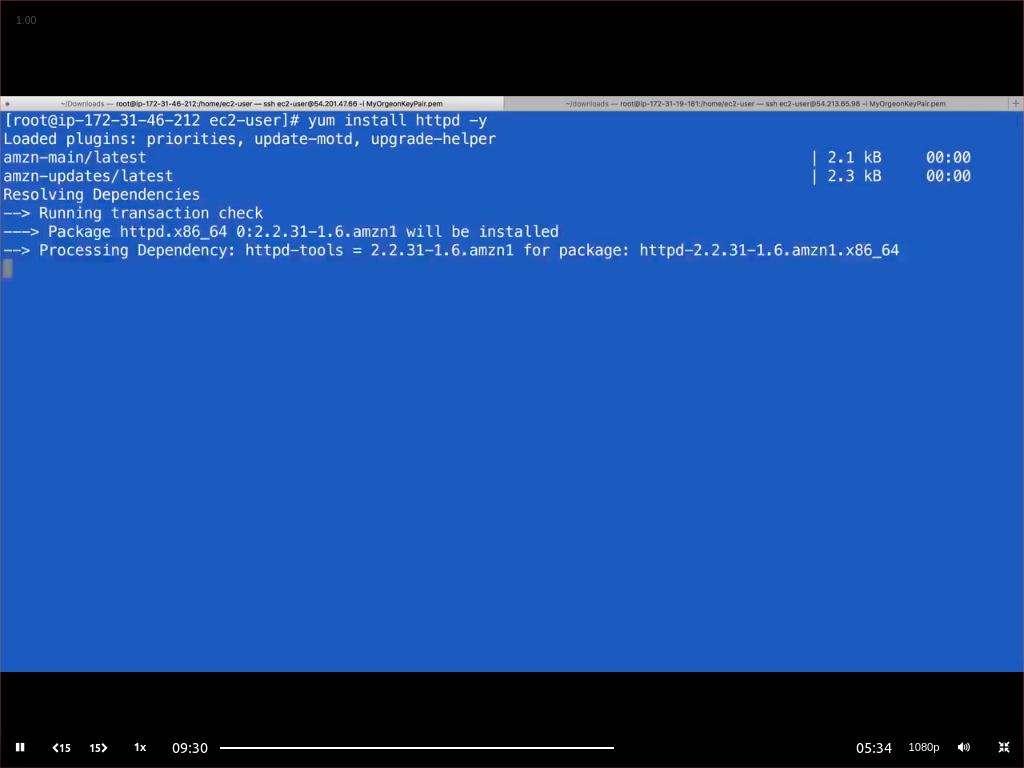 1.00
~/Downloads — root@ip-172-31-46-212:/home/ec2-user — ssh ec2-user@54.201.47.66 -i MyOrgeonKeyPair.pem
~/downloads — root@ip-172-31-19-181:/home/ec2-user — ssh ec2-user@54.213.65.98 -i MyOrgeonKeyPair.pem
[root@ip-172-31-46-212 ec2-user]# yum install httpd -y
Loaded plugins: priorities, update-motd, upgrade-helper
amzn-main/latest | 2.1 kB 00:00
amzn-updates/latest | 2.3 kB 00:00
Resolving Dependencies
--> Running transaction check
---> Package httpd.x86_64 0:2.2.31-1.6.amzn1 will be installed
--> Processing Dependency: httpd-tools = 2.2.31-1.6.amzn1 for package: httpd-2.2.31-1.6.amzn1.x86_64
15 15 1x 09:30 05:34 1080p